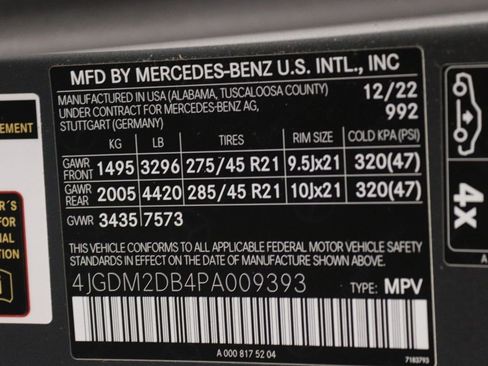 MFD BY MERCEDES-BENZ U.S. INTL., INC
MANUFACTURED IN USA (ALABAMA, TUSCALOOSA COUNTY) 12/22
UNDER CONTRACT FOR MERCEDES-BENZ AG, 992
STUTTGART (GERMANY)
KG LB TIRES RIM SIZE COLD KPA (PSI)
GAWR FRONT 1495 3296 275/45 R21 9.5Jx21 320(47)
GAWR REAR 2005 4420 285/45 R21 10Jx21 320(47)
GVWR 3435 7573
THIS VEHICLE CONFORMS TO ALL APPLICABLE FEDERAL MOTOR VEHICLE SAFETY
STANDARDS IN EFFECT ON THE DATE OF MANUFACTURE SHOWN ABOVE.
4JGDM2DB4PA009393 TYPE: MPV
A 000 817 52 04 7183793
4x